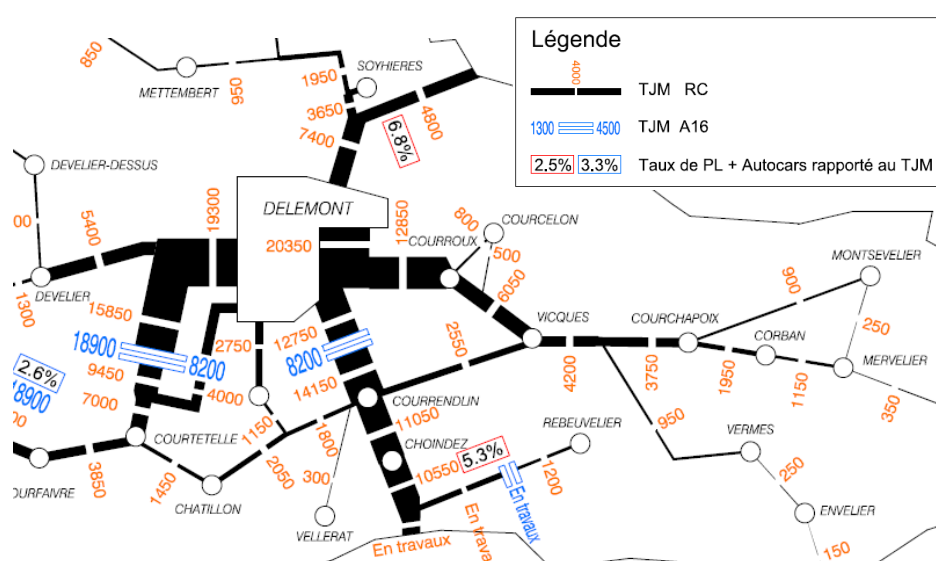 Légende
4000
TJM RC
1300
4500
TJM A16
2.5%
3.3%
Taux de PL + Autocars rapporté au TJM
850
METTEMBERT
950
1950
SOYHIERES
3650
7400
4800
6.8%
DEVELIER-DESSUS
5400
19300
DELEMONT
20350
12850
COURROUX
800
COURCELON
500
6050
MONTSEVELIER
900
250
DEVELIER
1300
15850
18900
8200
9450
7000
2.6%
18900
2750
4000
12750
8200
14150
2550
VICQUES
4200
COURCHAPOIX
3750
CORBAN
1950
1150
MERVELIER
350
950
COURRENDLIN
11050
CHOINDEZ
10550
5.3%
REBEUVELIER
1200
En travaux
VERMES
250
ENVELIER
150
COURTETELLE
1150
1800
2050
300
3850
1450
OURFAIVRE
CHATILLON
VELLERAT
En travaux
En trava